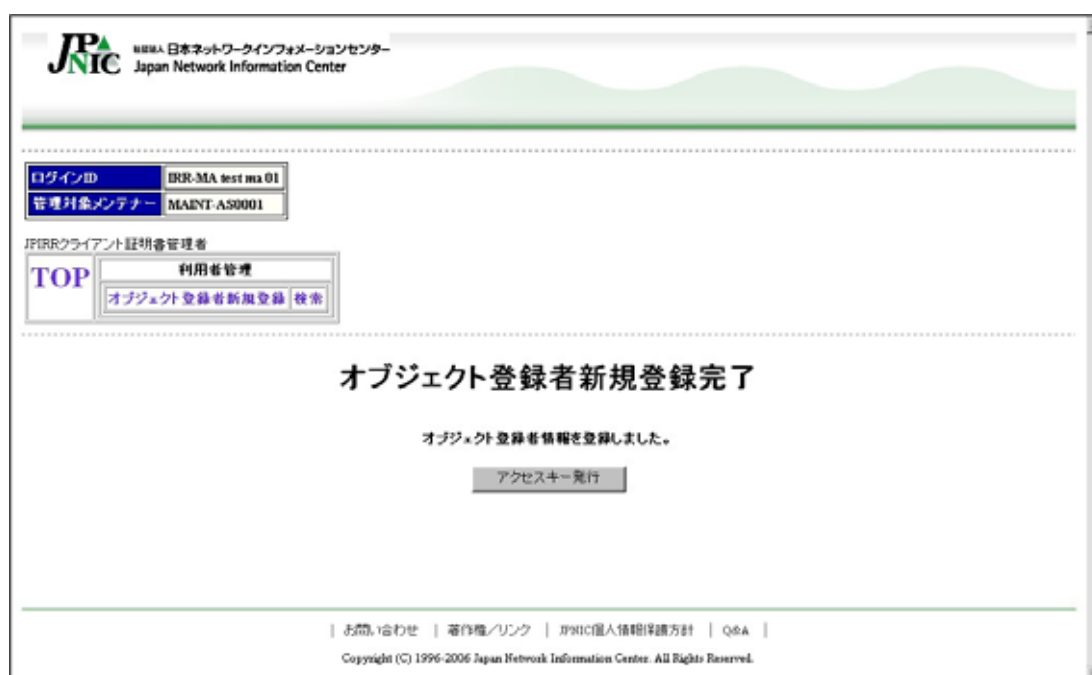 JPNIC 社団法人 日本ネットワークインフォメーションセンター
Japan Network Information Center
ログインID IRR-MA test ma 01
管理対象メンテナー MAINT-AS0001
JPIRRクライアント証明書管理者
TOP 利用者管理
オブジェクト登録者新規登録 検索
オブジェクト登録者新規登録完了
オブジェクト登録者情報を登録しました。
アクセスキー発行
| お問い合わせ | 著作権/リンク | JPNIC個人情報保護方針 | Q&A |
Copyright (C) 1996-2006 Japan Network Information Center. All Rights Reserved.